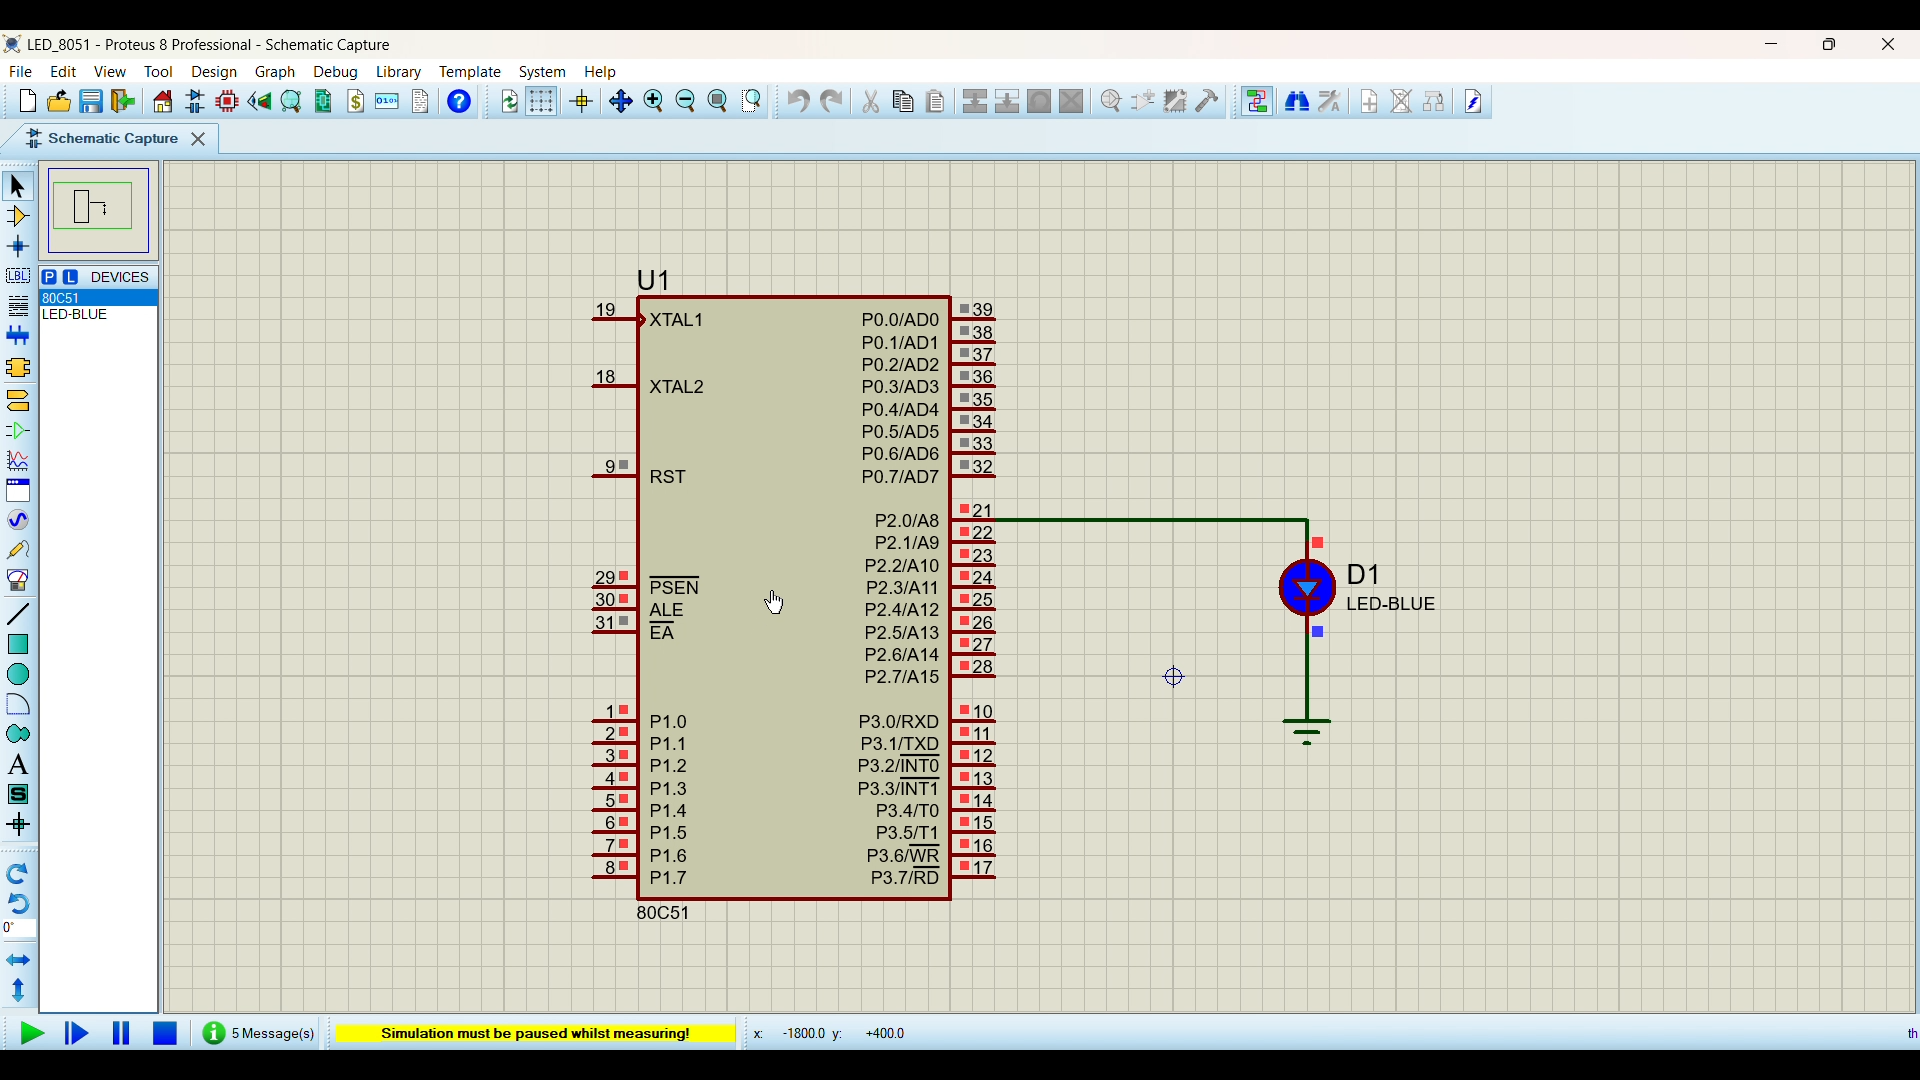 LED_8051 - Proteus 8 Professional - Schematic Capture
File Edit View Tool Design Graph Debug Library Template System Help
Schematic Capture
P L DEVICES
80C51
LED-BLUE
LBL
A
S
0°
U1
19 XTAL1 P0.0/AD0 39
P0.1/AD1 38
P0.2/AD2 37
18 XTAL2 P0.3/AD3 36
P0.4/AD4 35
P0.5/AD5 34
P0.6/AD6 33
9 RST P0.7/AD7 32
P2.0/A8 21
P2.1/A9 22
P2.2/A10 23
29 PSEN P2.3/A11 24
30 ALE P2.4/A12 25
31 EA P2.5/A13 26
P2.6/A14 27
P2.7/A15 28
1 P1.0 P3.0/RXD 10
2 P1.1 P3.1/TXD 11
3 P1.2 P3.2/INT0 12
4 P1.3 P3.3/INT1 13
5 P1.4 P3.4/T0 14
6 P1.5 P3.5/T1 15
7 P1.6 P3.6/WR 16
8 P1.7 P3.7/RD 17
80C51
D1
LED-BLUE
5 Message(s) Simulation must be paused whilst measuring! x: -1800.0 y: +400.0 th